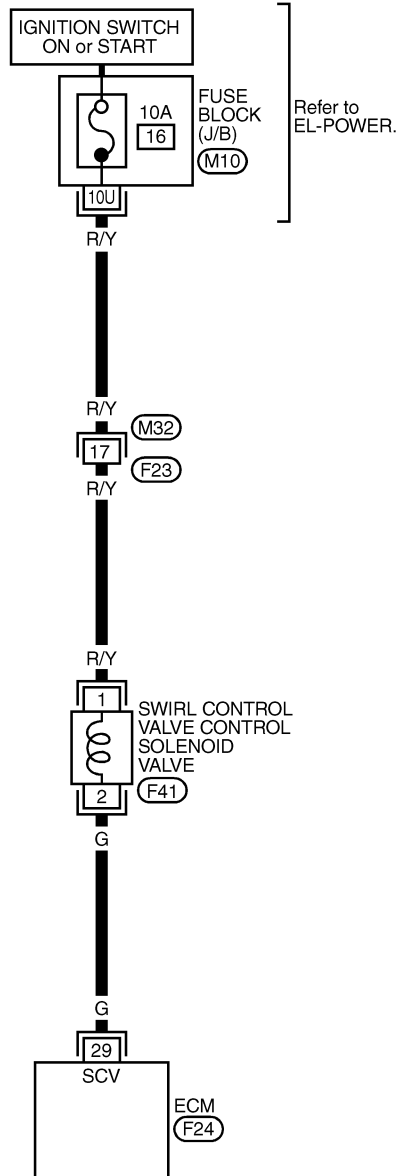 IGNITION SWITCH
ON or START
FUSE
BLOCK
(J/B)
10A
16
M10
Refer to
EL-POWER.
10U
R/Y
R/Y
M32
17
F23
R/Y
R/Y
1
SWIRL CONTROL
VALVE CONTROL
SOLENOID
VALVE
2
F41
G
G
29
SCV
ECM
F24